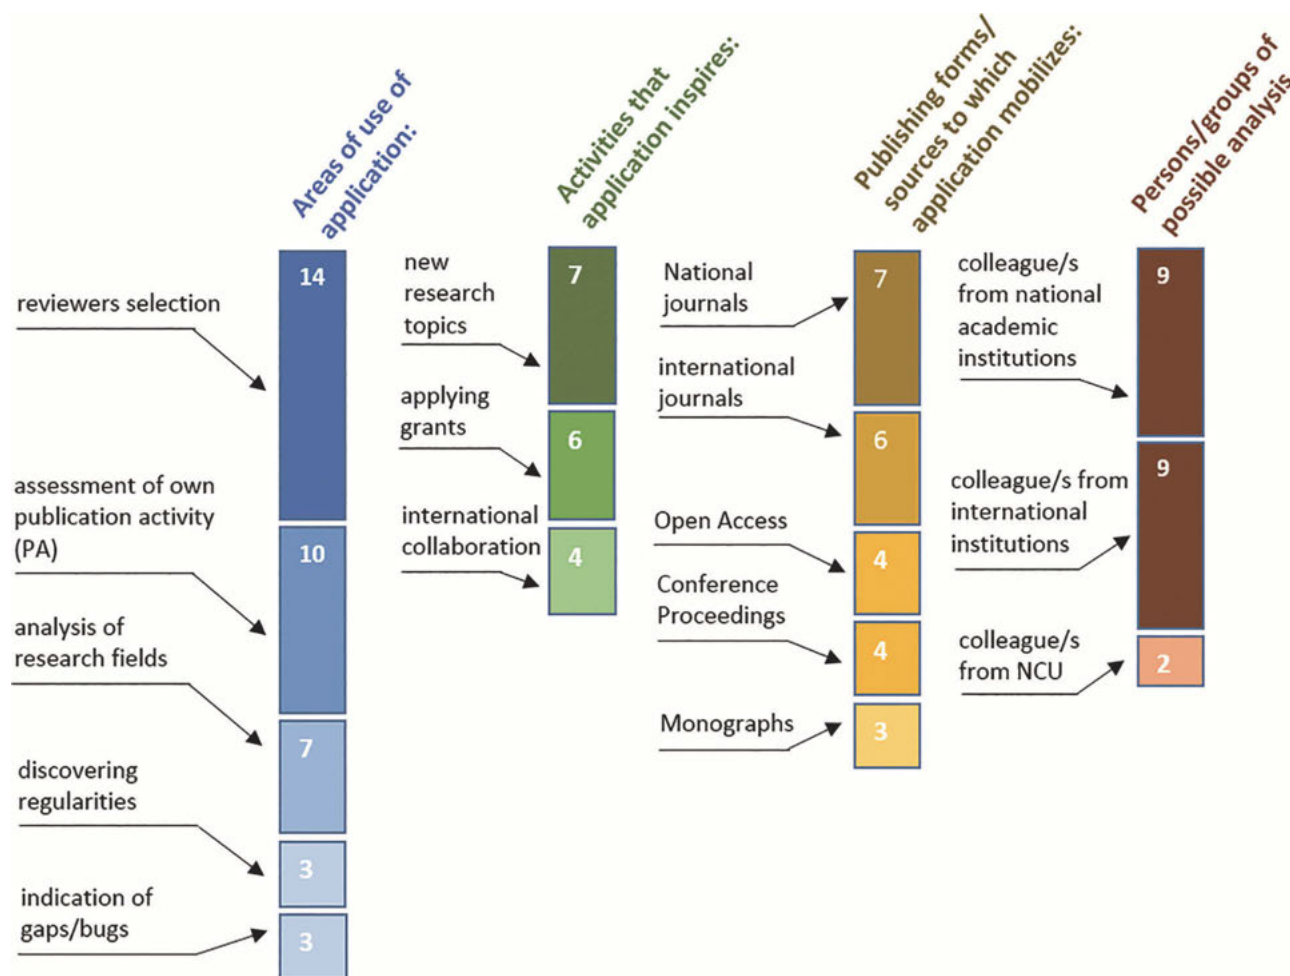 Areas of use of
application:
Activities that
application inspires:
Publishing forms/
sources to which
application mobilizes:
Persons/groups of
possible analysis
reviewers selection
14
assessment of own
publication activity
(PA)
10
analysis of
research fields
7
discovering
regularities
3
indication of
gaps/bugs
3
new
research
topics
7
applying
grants
6
international
collaboration
4
National
journals
7
international
journals
6
Open Access
4
Conference
Proceedings
4
Monographs
3
colleague/s
from national
academic
institutions
9
colleague/s from
international
institutions
9
colleague/s
from NCU
2